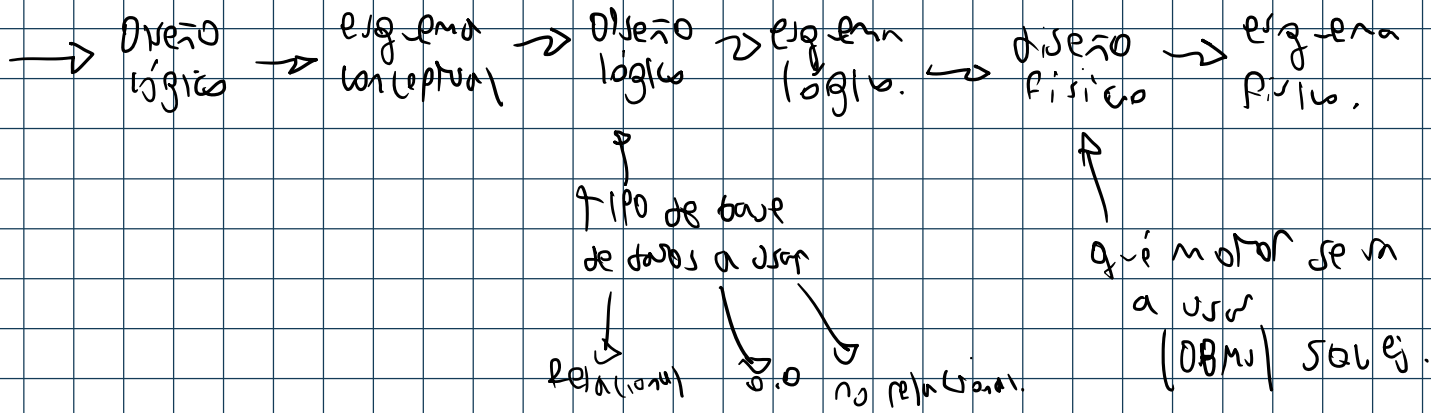 Diseño
lógico
esquema
conceptual
Diseño
lógico
esquema
lógico.
diseño
físico
esquema
físico.
tipo de base
de datos a usar
Relacional
O.O
no relacional.
qué motor se va
a usar
(DBMS) SQL ej.